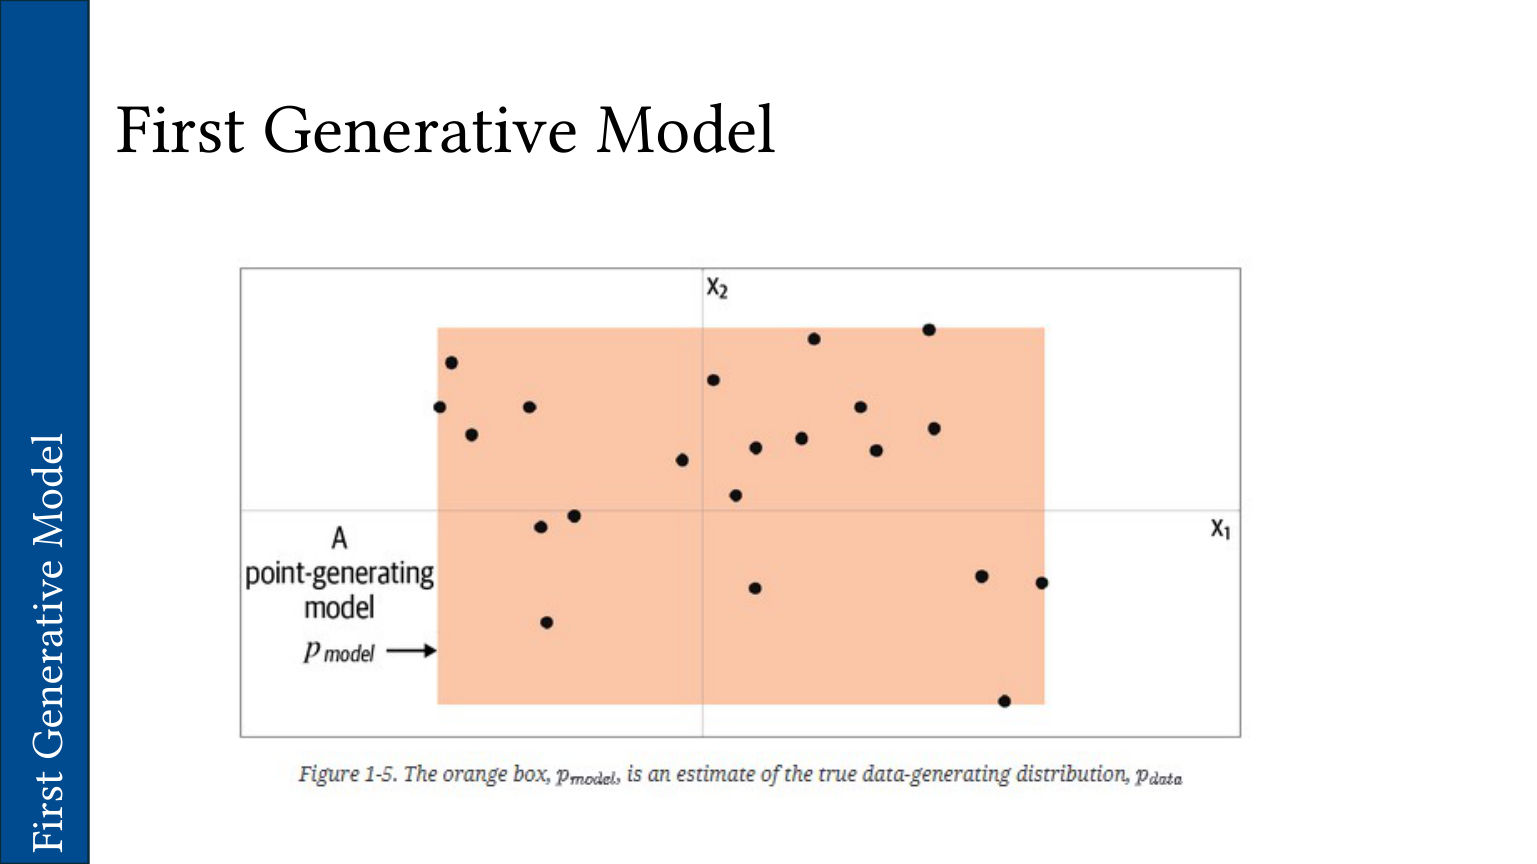 First Generative Model
First Generative Model
X₂
X₁
A
point-generating
model
p model
Figure 1-5. The orange box, pmodel, is an estimate of the true data-generating distribution, pdata